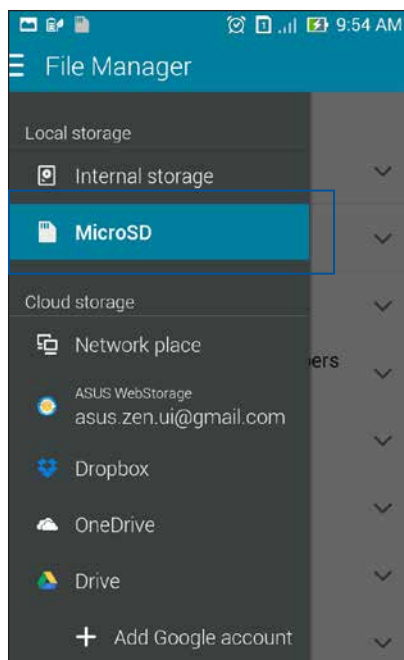 9:54 AM
File Manager
Local storage
Internal storage
MicroSD
Cloud storage
Network place
ASUS WebStorage
asus.zen.ui@gmail.com
Dropbox
OneDrive
Drive
+ Add Google account